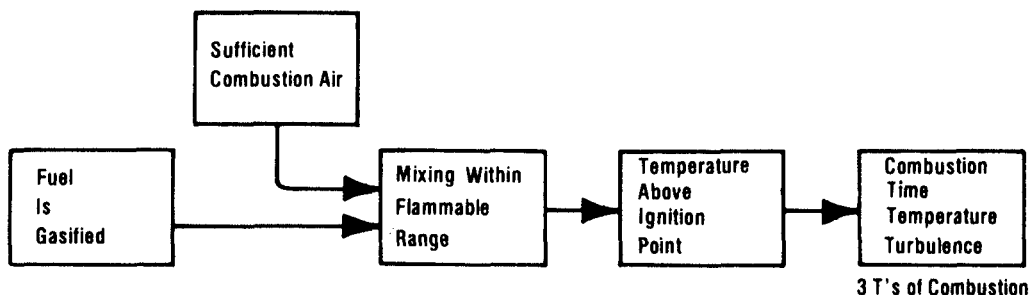 Sufficient
Combustion Air
Fuel
Is
Gasified
Mixing Within
Flammable
Range
Temperature
Above
Ignition
Point
Combustion
Time
Temperature
Turbulence
3 T's of Combustion